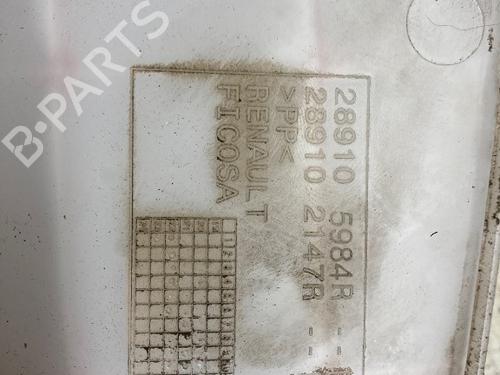 28910 5984R --
28910 2147R --
>PP<
RENAULT
FICOSA
B-PARTS